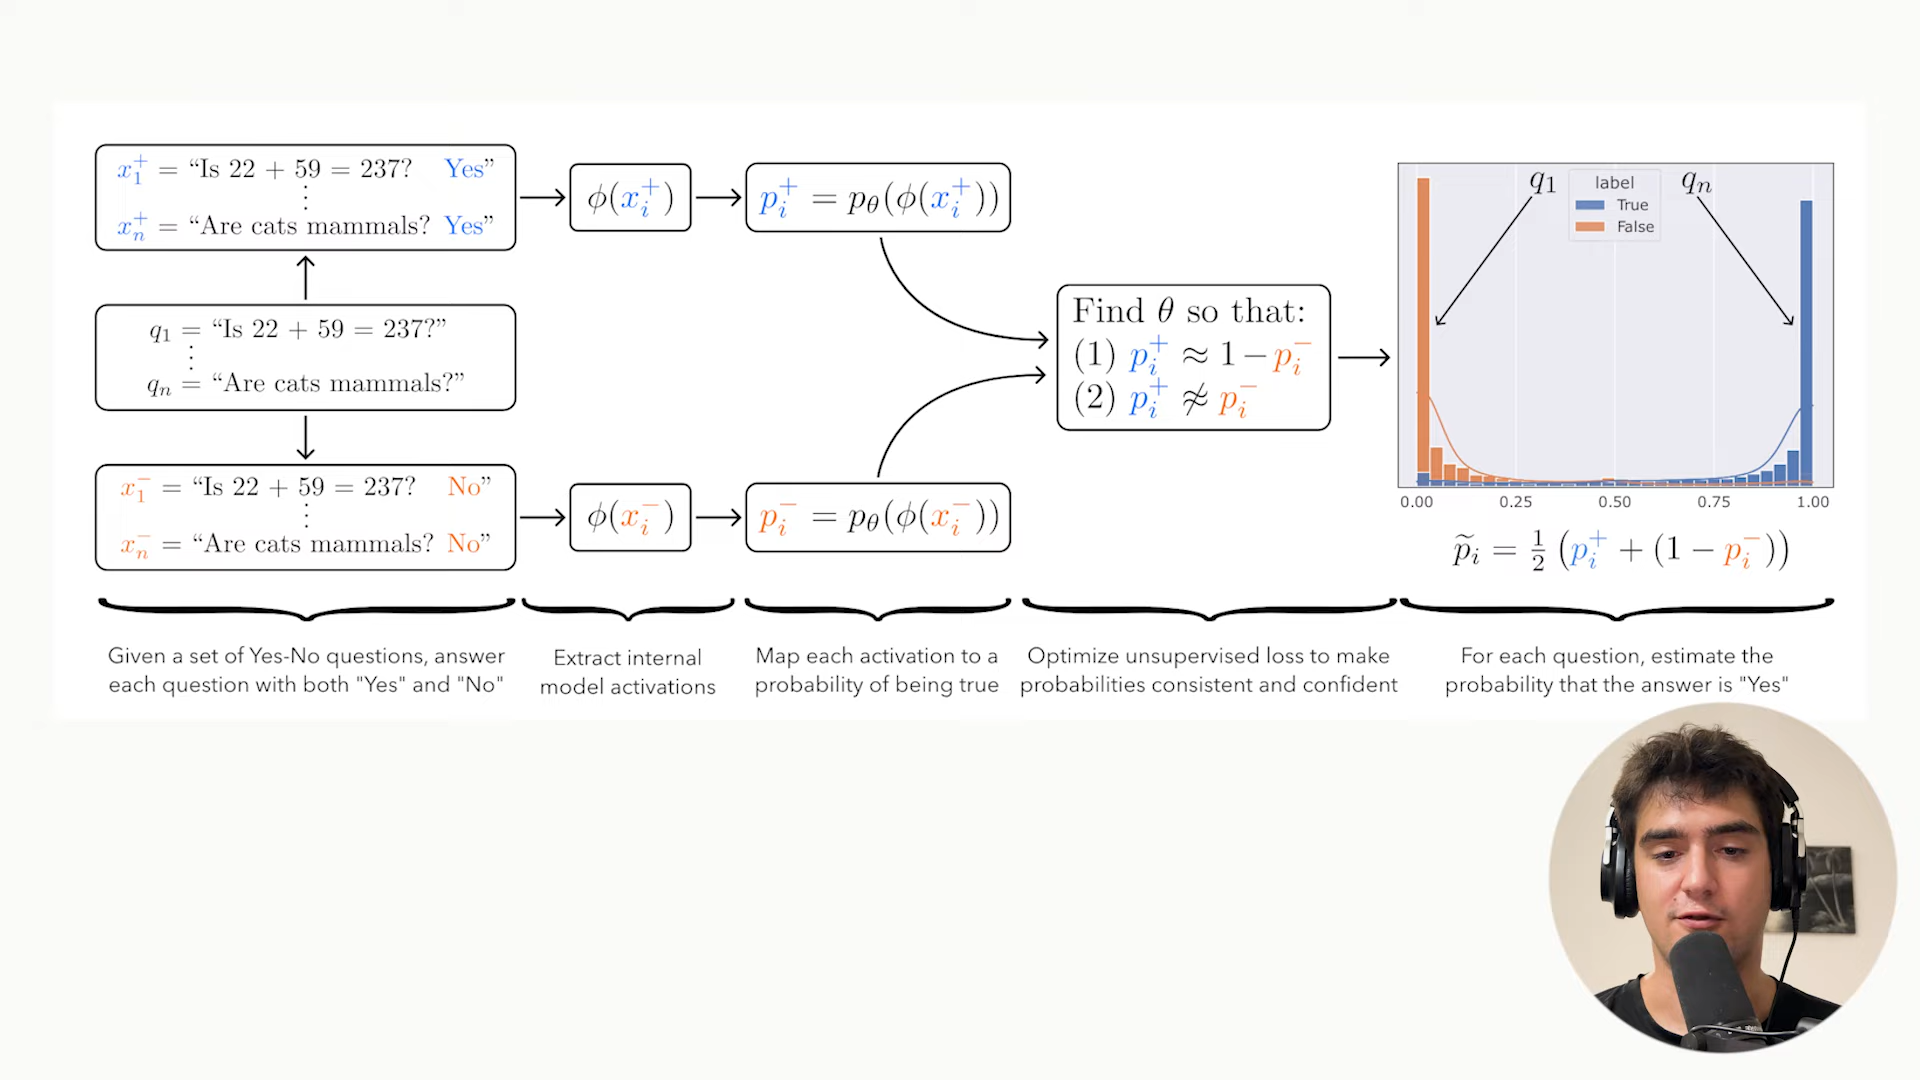 x₁⁺ = “Is 22 + 59 = 237? Yes”
⋮
xₙ⁺ = “Are cats mammals? Yes”
q₁ = “Is 22 + 59 = 237?”
⋮
qₙ = “Are cats mammals?”
x₁⁻ = “Is 22 + 59 = 237? No”
⋮
xₙ⁻ = “Are cats mammals? No”
ϕ(xᵢ⁺)
ϕ(xᵢ⁻)
pᵢ⁺ = p_θ(ϕ(xᵢ⁺))
pᵢ⁻ = p_θ(ϕ(xᵢ⁻))
Find θ so that:
(1) pᵢ⁺ ≈ 1 − pᵢ⁻
(2) pᵢ⁺ ≉ pᵢ⁻
q₁
label
True
False
qₙ
0.00 0.25 0.50 0.75 1.00
p̃ᵢ = ½ (pᵢ⁺ + (1 − pᵢ⁻))
Given a set of Yes-No questions, answer
each question with both "Yes" and "No"
Extract internal
model activations
Map each activation to a
probability of being true
Optimize unsupervised loss to make
probabilities consistent and confident
For each question, estimate the
probability that the answer is "Yes"